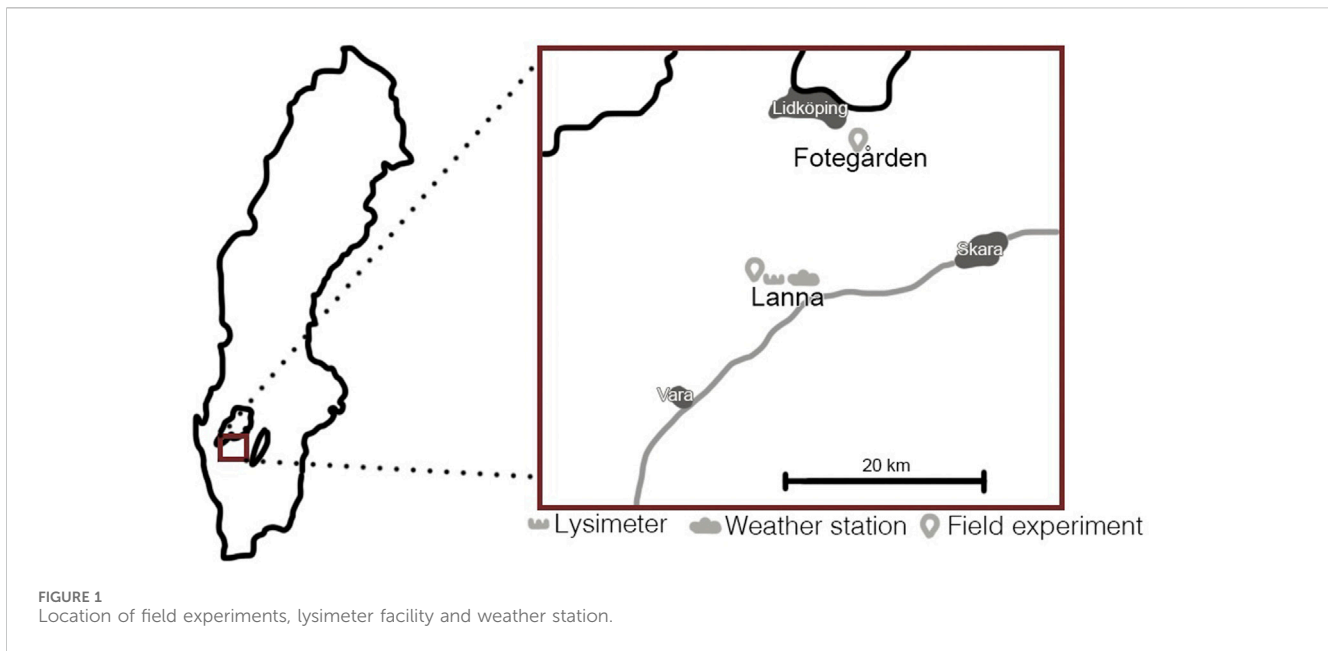 Lidköping
Fotegården
Skara
Lanna
Vara
20 km
Lysimeter Weather station Field experiment
FIGURE 1
Location of field experiments, lysimeter facility and weather station.